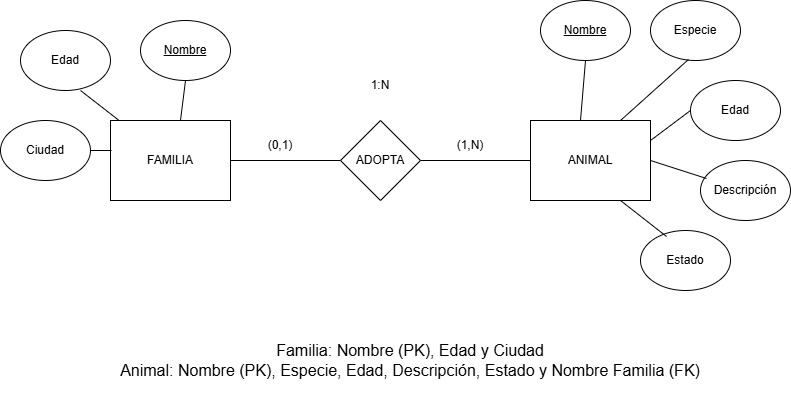 Nombre
Edad
Ciudad
FAMILIA
(0,1)
1:N
ADOPTA
(1,N)
ANIMAL
Nombre
Especie
Edad
Descripción
Estado
Familia: Nombre (PK), Edad y Ciudad
Animal: Nombre (PK), Especie, Edad, Descripción, Estado y Nombre Familia (FK)